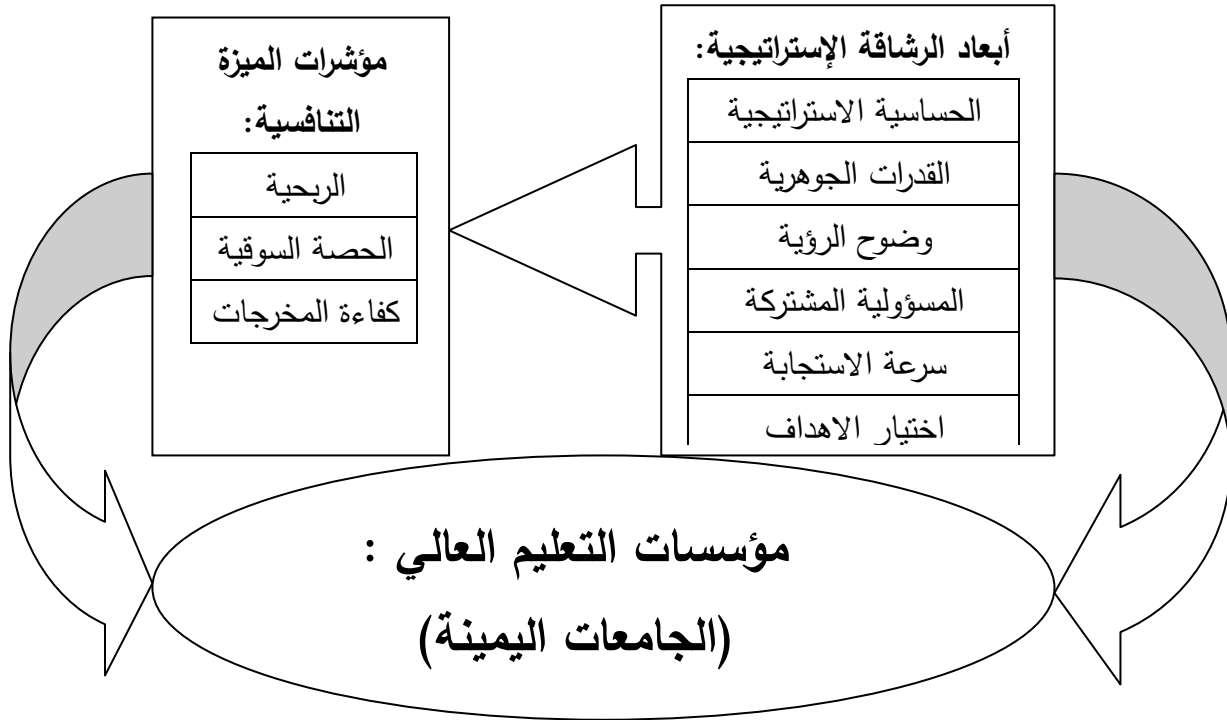 أبعاد الرشاقة الإستراتيجية:
الحساسية الاستراتيجية
القدرات الجوهرية
وضوح الرؤية
المسؤولية المشتركة
سرعة الاستجابة
اختيار الاهداف
مؤشرات الميزة
التنافسية:
الربحية
الحصة السوقية
كفاءة المخرجات
مؤسسات التعليم العالي :
(الجامعات اليمينة)